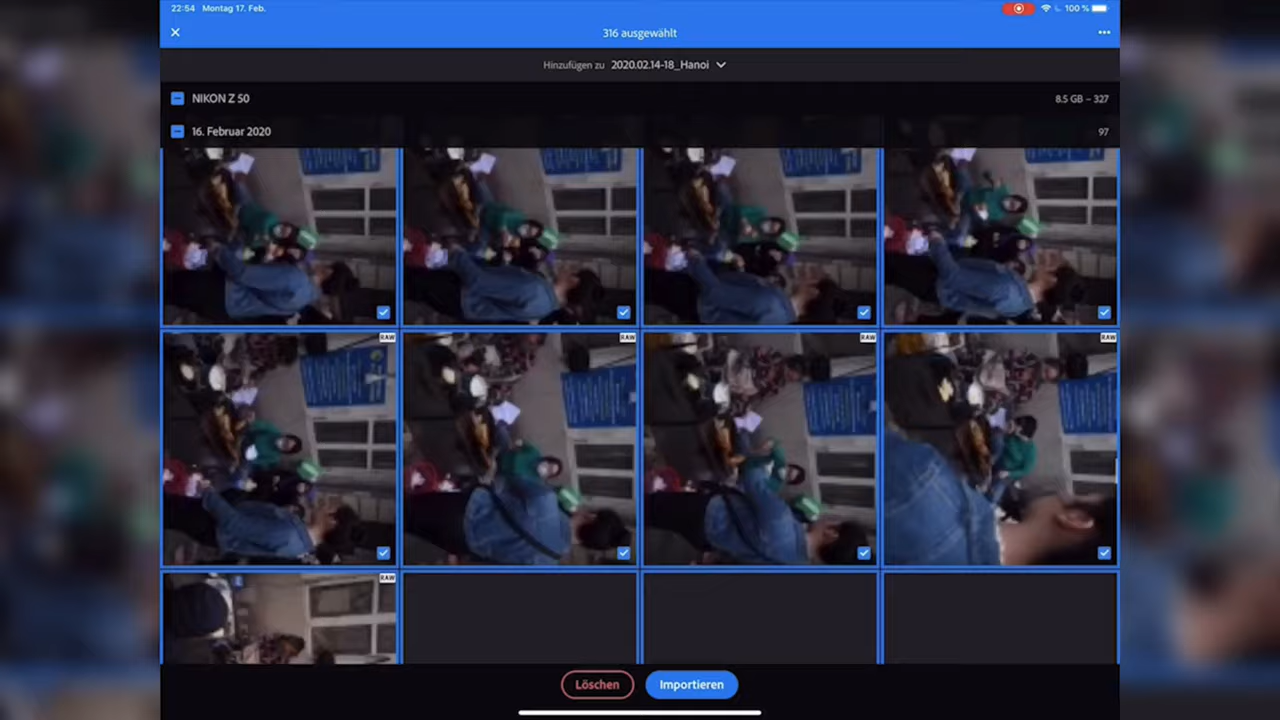 22:54 Montag 17. Feb.
100 %
316 ausgewählt
Hinzufügen zu 2020.02.14-18_Hanoi
NIKON Z 50
8.5 GB – 327
16. Februar 2020
97
RAW
RAW
RAW
RAW
RAW
Löschen
Importieren